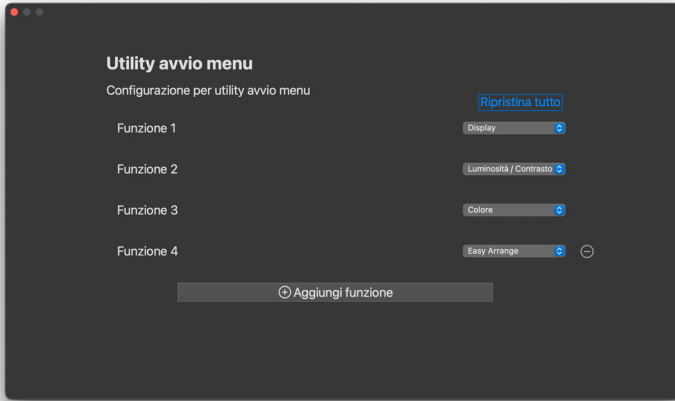 Utility avvio menu
Configurazione per utility avvio menu
Ripristina tutto
Funzione 1 Display
Funzione 2 Luminosità / Contrasto
Funzione 3 Colore
Funzione 4 Easy Arrange
Aggiungi funzione